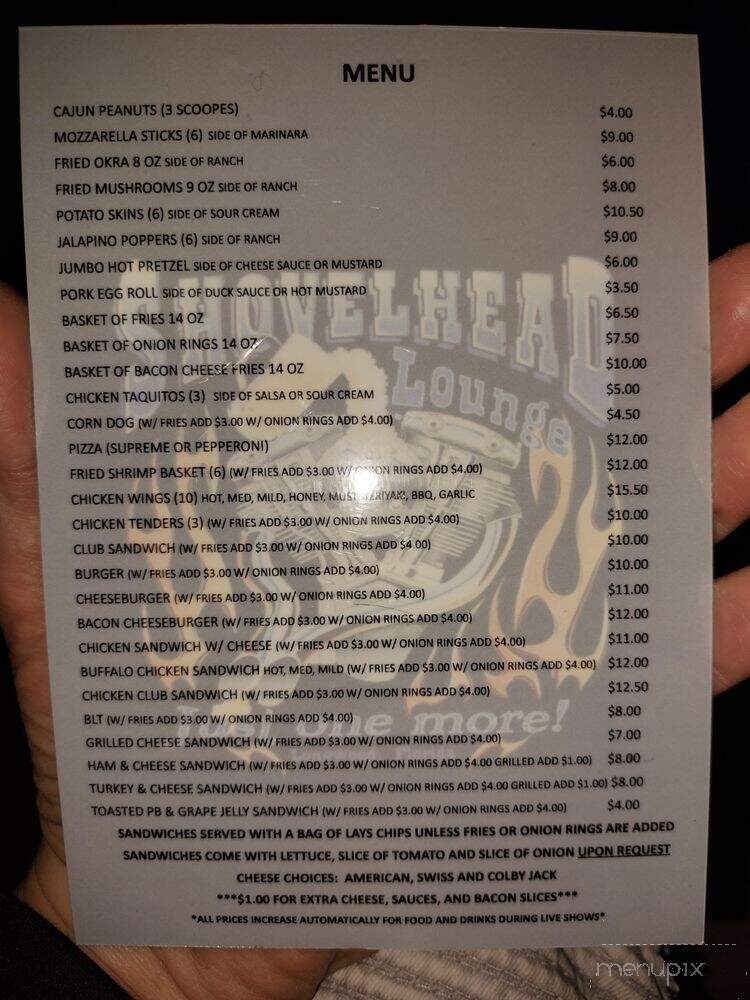 MENU
CAJUN PEANUTS (3 SCOOPES) $4.00
MOZZARELLA STICKS (6) SIDE OF MARINARA $9.00
FRIED OKRA 8 OZ SIDE OF RANCH $6.00
FRIED MUSHROOMS 9 OZ SIDE OF RANCH $8.00
POTATO SKINS (6) SIDE OF SOUR CREAM $10.50
JALAPINO POPPERS (6) SIDE OF RANCH $9.00
JUMBO HOT PRETZEL SIDE OF CHEESE SAUCE OR MUSTARD $6.00
PORK EGG ROLL SIDE OF DUCK SAUCE OR HOT MUSTARD $3.50
BASKET OF FRIES 14 OZ $6.50
BASKET OF ONION RINGS 14 OZ $7.50
BASKET OF BACON CHEESE FRIES 14 OZ $10.00
CHICKEN TAQUITOS (3) SIDE OF SALSA OR SOUR CREAM $5.00
CORN DOG (W/ FRIES ADD $3.00 W/ ONION RINGS ADD $4.00) $4.50
PIZZA (SUPREME OR PEPPERONI) $12.00
FRIED SHRIMP BASKET (6) (W/ FRIES ADD $3.00 W/ ONION RINGS ADD $4.00) $12.00
CHICKEN WINGS (10) HOT, MED, MILD, HONEY, TERIYAKI, BBQ, GARLIC $15.50
CHICKEN TENDERS (3) (W/ FRIES ADD $3.00 W/ ONION RINGS ADD $4.00) $10.00
CLUB SANDWICH (W/ FRIES ADD $3.00 W/ ONION RINGS ADD $4.00) $10.00
BURGER (W/ FRIES ADD $3.00 W/ ONION RINGS ADD $4.00) $10.00
CHEESEBURGER (W/ FRIES ADD $3.00 W/ ONION RINGS ADD $4.00) $11.00
BACON CHEESEBURGER (W/ FRIES ADD $3.00 W/ ONION RINGS ADD $4.00) $12.00
CHICKEN SANDWICH W/ CHEESE (W/ FRIES ADD $3.00 W/ ONION RINGS ADD $4.00) $11.00
BUFFALO CHICKEN SANDWICH HOT, MED, MILD (W/ FRIES ADD $3.00 W/ ONION RINGS ADD $4.00) $12.00
CHICKEN CLUB SANDWICH (W/ FRIES ADD $3.00 W/ ONION RINGS ADD $4.00) $12.50
BLT (W/ FRIES ADD $3.00 W/ ONION RINGS ADD $4.00) $8.00
GRILLED CHEESE SANDWICH (W/ FRIES ADD $3.00 W/ ONION RINGS ADD $4.00) $7.00
HAM & CHEESE SANDWICH (W/ FRIES ADD $3.00 W/ ONION RINGS ADD $4.00 GRILLED ADD $1.00) $8.00
TURKEY & CHEESE SANDWICH (W/ FRIES ADD $3.00 W/ ONION RINGS ADD $4.00 GRILLED ADD $1.00) $8.00
TOASTED PB & GRAPE JELLY SANDWICH (W/ FRIES ADD $3.00 W/ ONION RINGS ADD $4.00) $4.00
SANDWICHES SERVED WITH A BAG OF LAYS CHIPS UNLESS FRIES OR ONION RINGS ARE ADDED
SANDWICHES COME WITH LETTUCE, SLICE OF TOMATO AND SLICE OF ONION UPON REQUEST
CHEESE CHOICES: AMERICAN, SWISS AND COLBY JACK
***$1.00 FOR EXTRA CHEESE, SAUCES, AND BACON SLICES***
*ALL PRICES INCREASE AUTOMATICALLY FOR FOOD AND DRINKS DURING LIVE SHOWS*
SHOVELHEAD
Lounge
Just one more!
menupix